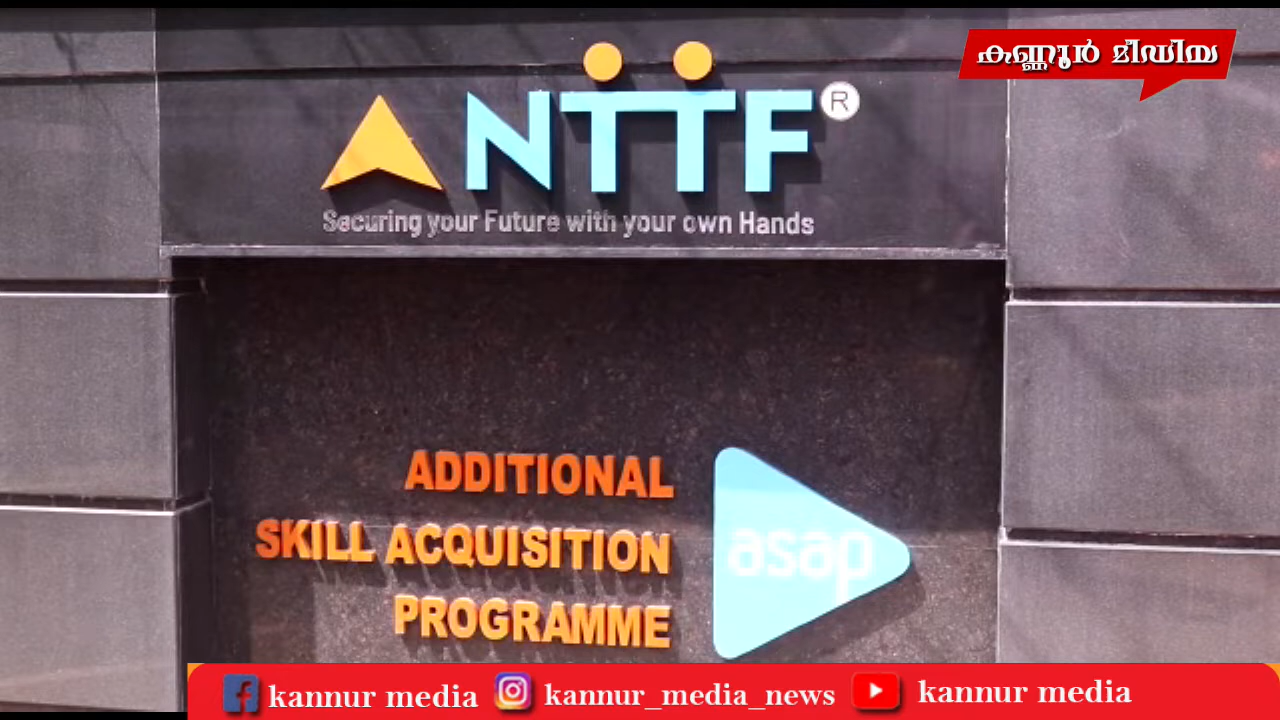 കണ്ണൂർ മീഡിയ
NTTF®
Securing your Future with your own Hands
ADDITIONAL
SKILL ACQUISITION
PROGRAMME
asap
kannur media kannur_media_news kannur media